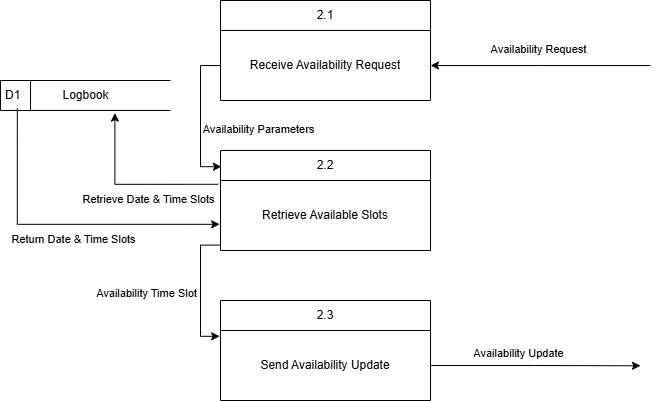 2.1
Receive Availability Request
Availability Request
D1
Logbook
Availability Parameters
2.2
Retrieve Date & Time Slots
Retrieve Available Slots
Return Date & Time Slots
Availability Time Slot
2.3
Send Availability Update
Availability Update